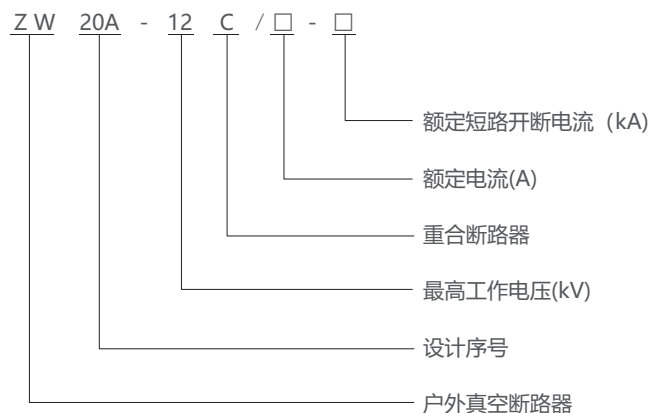 ZW 20A - 12 C /□ - □
额定短路开断电流（kA)
额定电流(A)
重合断路器
最高工作电压(kV)
设计序号
户外真空断路器